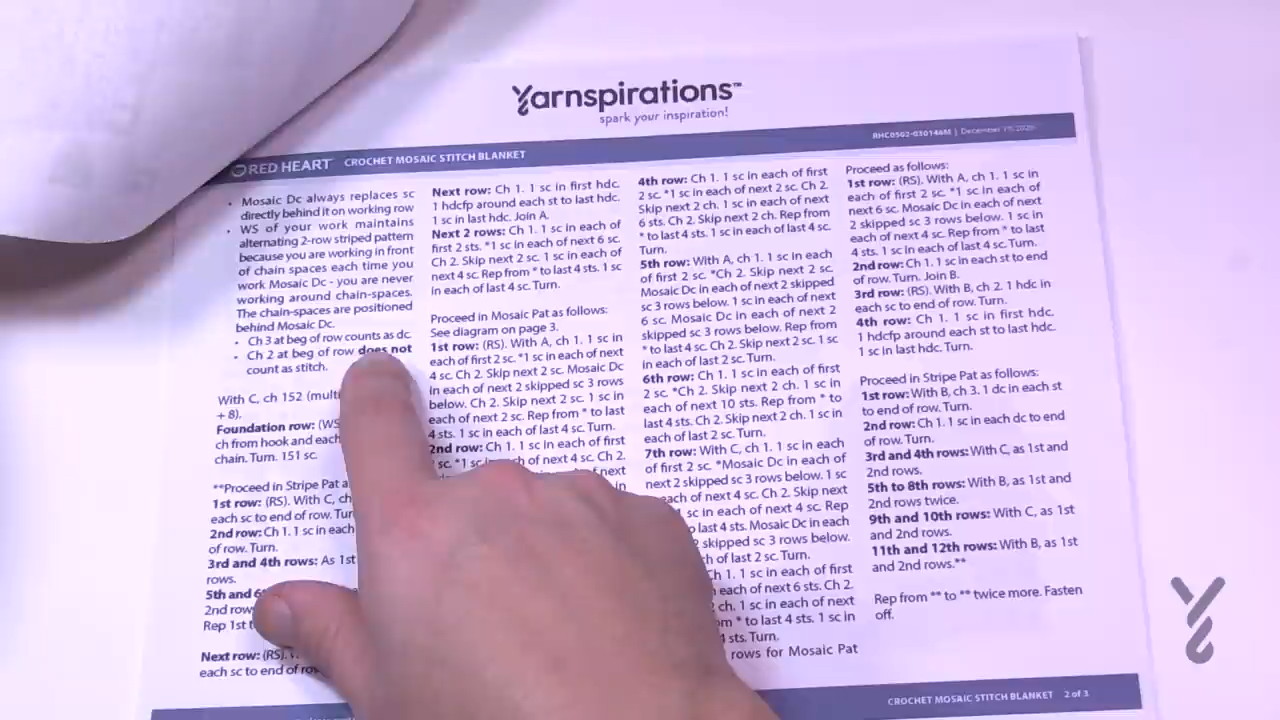 Yarnspirations™
spark your inspiration!
RHC0502-030146M | December 10, 2020
RED HEART CROCHET MOSAIC STITCH BLANKET
• Mosaic Dc always replaces sc
directly behind it on working row
• WS of your work maintains
alternating 2-row striped pattern
because you are working in front
of chain spaces each time you
work Mosaic Dc - you are never
working around chain-spaces.
The chain-spaces are positioned
behind Mosaic Dc.
• Ch 3 at beg of row counts as dc.
• Ch 2 at beg of row does not
count as stitch.
With C, ch 152 (mult
+ 8).
Foundation row: (WS
ch from hook and each
chain. Turn. 151 sc.
**Proceed in Stripe Pat a
1st row: (RS). With C, ch
each sc to end of row. Tur
2nd row: Ch 1. 1 sc in each
of row. Turn.
3rd and 4th rows: As 1st
rows.
5th and 6
2nd row
Rep 1st
Next row: (RS).
each sc to end of row
Next row: Ch 1. 1 sc in first hdc.
1 hdcfp around each st to last hdc.
1 sc in last hdc. Join A.
Next 2 rows: Ch 1. 1 sc in each of
first 2 sts. *1 sc in each of next 6 sc.
Ch 2. Skip next 2 sc. 1 sc in each of
next 4 sc. Rep from * to last 4 sts. 1 sc
in each of last 4 sc. Turn.
Proceed in Mosaic Pat as follows:
See diagram on page 3.
1st row: (RS). With A, ch 1. 1 sc in
each of first 2 sc. *1 sc in each of next
4 sc. Ch 2. Skip next 2 sc. Mosaic Dc
in each of next 2 skipped sc 3 rows
below. Ch 2. Skip next 2 sc. 1 sc in
each of next 2 sc. Rep from * to last
4 sts. 1 sc in each of last 4 sc. Turn.
2nd row: Ch 1. 1 sc in each of first
sc. *1 sc in each of next 4 sc. Ch
next
in
4th row: Ch 1. 1 sc in each of first
2 sc. *1 sc in each of next 2 sc. Ch 2.
Skip next 2 ch. 1 sc in each of next
6 sts. Ch 2. Skip next 2 ch. Rep from
* to last 4 sts. 1 sc in each of last 4 sc.
Turn.
5th row: With A, ch 1. 1 sc in each
of first 2 sc. *Ch 2. Skip next 2 sc.
Mosaic Dc in each of next 2 skipped
sc 3 rows below. 1 sc in each of next
6 sc. Mosaic Dc in each of next 2
skipped sc 3 rows below. Rep from
* to last 4 sts. Ch 2. Skip next 2 sc. 1 sc
in each of last 2 sc. Turn.
6th row: Ch 1. 1 sc in each of first
2 sc. *Ch 2. Skip next 2 ch. 1 sc in
each of next 10 sts. Rep from * to
last 4 sts. Ch 2. Skip next 2 ch. 1 sc in
each of last 2 sc. Turn.
7th row: With C, ch 1. 1 sc in each
of first 2 sc. *Mosaic Dc in each of
next 2 skipped sc 3 rows below. 1 sc
each of next 4 sc. Ch 2. Skip next
sc in each of next 4 sc. Rep
last 4 sts. Mosaic Dc in each
skipped sc 3 rows below.
ch of last 2 sc. Turn.
Ch 1. 1 sc in each of first
each of next 6 sts. Ch 2.
ch. 1 sc in each of next
om * to last 4 sts. 1 sc in
sts. Turn.
rows for Mosaic Pat
Proceed as follows:
1st row: (RS). With A, ch 1. 1 sc in
each of first 2 sc. *1 sc in each of
next 6 sc. Mosaic Dc in each of next
2 skipped sc 3 rows below. 1 sc in
each of next 4 sc. Rep from * to last
4 sts. 1 sc in each of last 4 sc. Turn.
2nd row: Ch 1. 1 sc in each st to end
of row. Turn. Join B.
3rd row: (RS). With B, ch 2. 1 hdc in
each sc to end of row. Turn.
4th row: Ch 1. 1 sc in first hdc.
1 hdcfp around each st to last hdc.
1 sc in last hdc. Turn.
Proceed in Stripe Pat as follows:
1st row: With B, ch 3. 1 dc in each st
to end of row. Turn.
2nd row: Ch 1. 1 sc in each dc to end
of row. Turn.
3rd and 4th rows: With C, as 1st and
2nd rows.
5th to 8th rows: With B, as 1st and
2nd rows twice.
9th and 10th rows: With C, as 1st
and 2nd rows.
11th and 12th rows: With B, as 1st
and 2nd rows.**
Rep from ** to ** twice more. Fasten
off.
CROCHET MOSAIC STITCH BLANKET 2 of 3